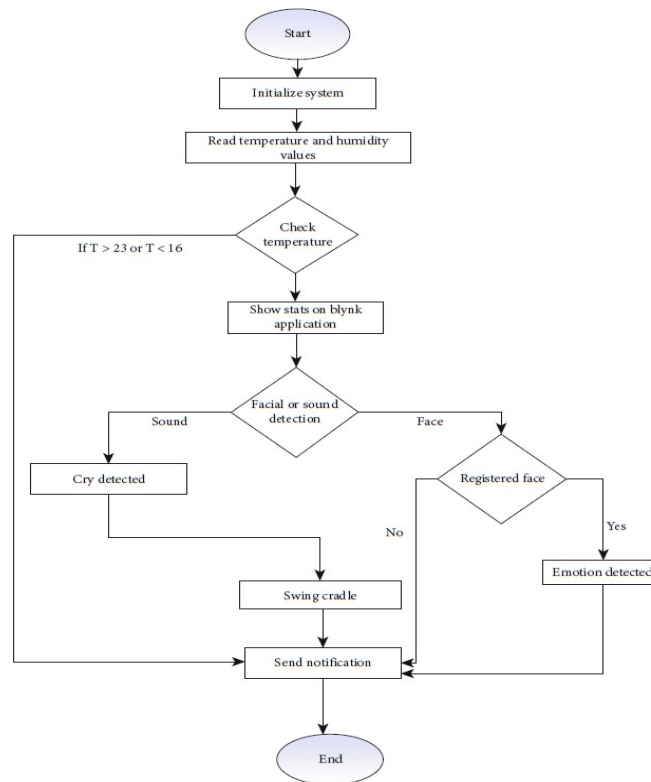 Start
Initialize system
Read temperature and humidity
values
Check
temperature
If T > 23 or T < 16
Show stats on blynk
application
Facial or sound
detection
Sound
Face
Cry detected
Registered face
No
Yes
Emotion detected
Swing cradle
Send notification
End